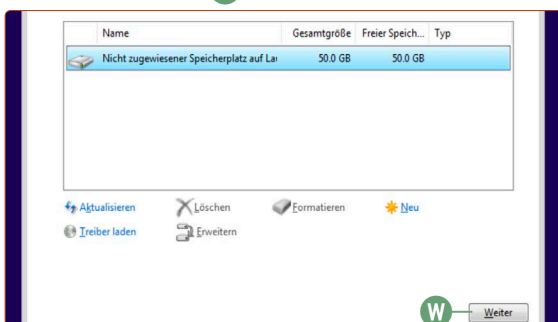 Name Gesamtgröße Freier Speich... Typ
Nicht zugewiesener Speicherplatz auf 50.0 GB 50.0 GB
Aktualisieren Löschen Formatieren Neu
Treiber laden Erweitern
W Weiter